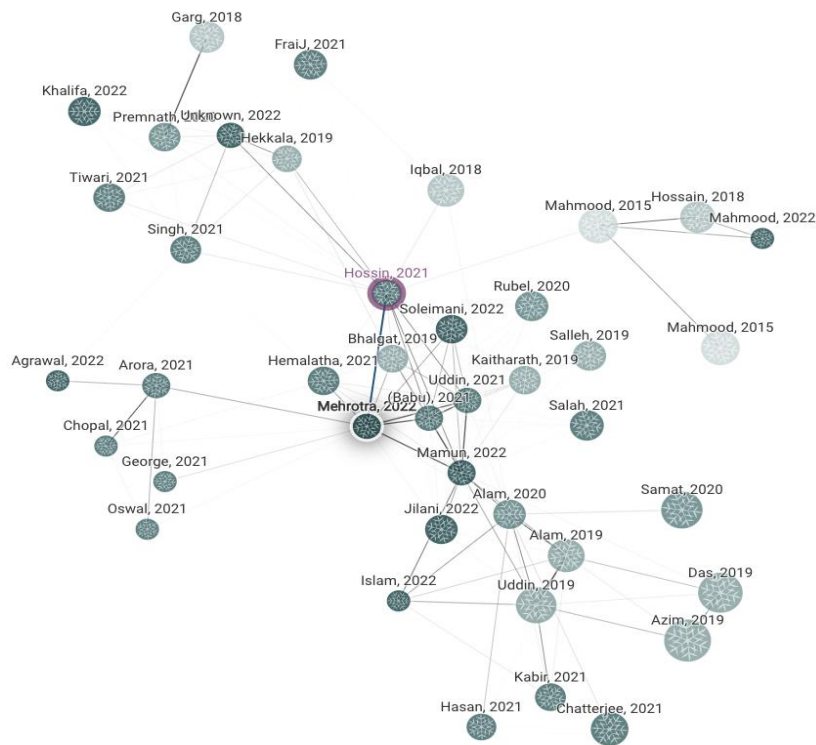 Garg, 2018
FraiJ, 2021
Khalifa, 2022
Premnath, 2020
Unknown, 2022
Hekkala, 2019
Iqbal, 2018
Tiwari, 2021
Hossain, 2018
Mahmood, 2015
Mahmood, 2022
Singh, 2021
Hossin, 2021
Rubel, 2020
Soleimani, 2022
Mahmood, 2015
Bhalgat, 2019
Salleh, 2019
Agrawal, 2022
Arora, 2021
Hemalatha, 2021
Kaitharath, 2019
Uddin, 2021
(Babu), 2021
Mehrotra, 2022
Salah, 2021
Chopal, 2021
Mamun, 2022
George, 2021
Oswal, 2021
Jilani, 2022
Alam, 2020
Samat, 2020
Alam, 2019
Islam, 2022
Uddin, 2019
Das, 2019
Azim, 2019
Kabir, 2021
Hasan, 2021
Chatterjee, 2021